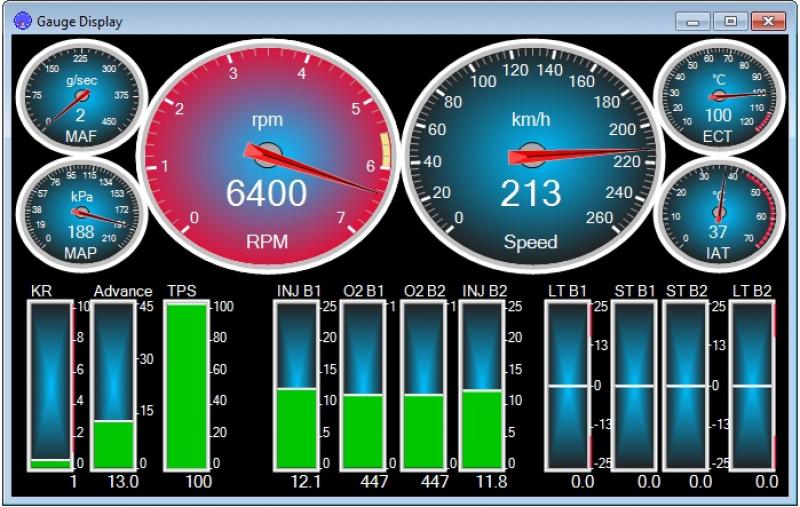 Gauge Display
0 75 150 225 300 375 450
g/sec
2
MAF
0 1 2 3 4 5 6 7
rpm
6400
RPM
0 20 40 60 80 100 120 140 160 180 200 220 240 260
km/h
213
Speed
10 20 30 40 50 60 70 80 90 100 110 120
°C
100
ECT
0 19 38 57 76 95 115 134 153 172 191 210
kPa
188
MAP
0 10 20 30 40 50 60 70
°C
37
IAT
KR Advance TPS INJ B1 O2 B1 O2 B2 INJ B2 LT B1 ST B1 ST B2 LT B2
10 8 6 4 2 0
45 30 15 0
100 80 60 40 20 0
25 20 15 10 5 0
1 0
1 0
25 20 15 10 5 0
25 13 0 -13 -25
25 13 0 -13 -25
1 13.0 100 12.1 447 447 11.8 0.0 0.0 0.0 0.0